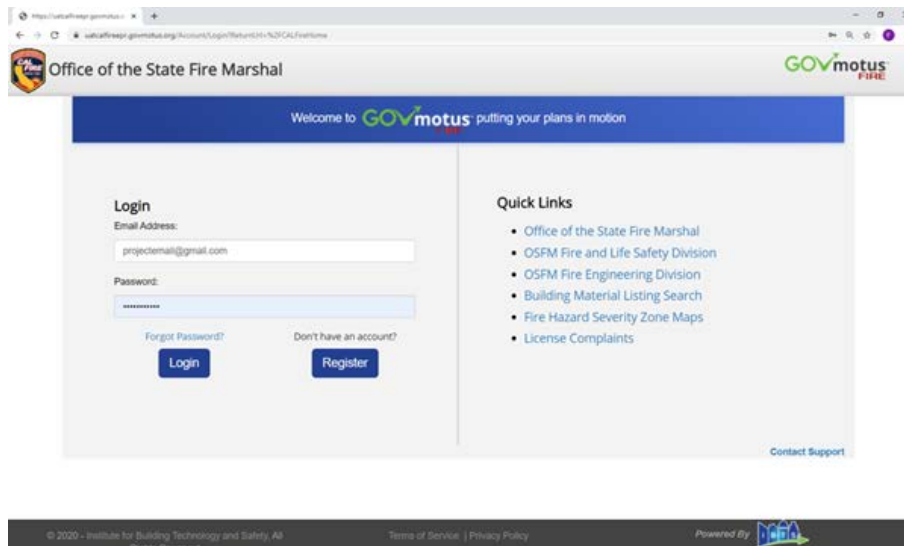 Office of the State Fire Marshal
GOVmotus
FIRE
Welcome to GOVmotus putting your plans in motion
FIRE
Login
Email Address:
projectemail@gmail.com
Password:
Forgot Password?
Don't have an account?
Login
Register
Quick Links
Office of the State Fire Marshal
OSFM Fire and Life Safety Division
OSFM Fire Engineering Division
Building Material Listing Search
Fire Hazard Severity Zone Maps
License Complaints
Contact Support
© 2020 - Institute for Building Technology and Safety, All
Terms of Service | Privacy Policy
Powered By